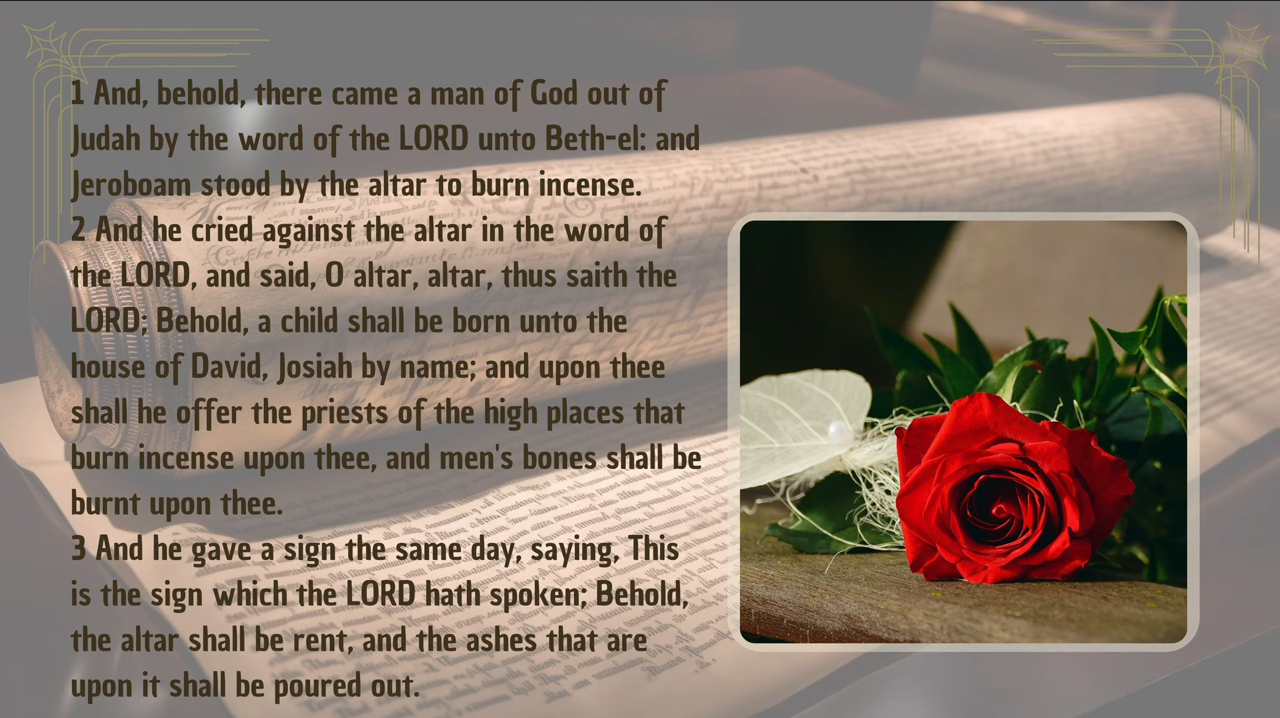 1 And, behold, there came a man of God out of
Judah by the word of the LORD unto Beth-el: and
Jeroboam stood by the altar to burn incense.
2 And he cried against the altar in the word of
the LORD, and said, O altar, altar, thus saith the
LORD; Behold, a child shall be born unto the
house of David, Josiah by name; and upon thee
shall he offer the priests of the high places that
burn incense upon thee, and men's bones shall be
burnt upon thee.
3 And he gave a sign the same day, saying, This
is the sign which the LORD hath spoken; Behold,
the altar shall be rent, and the ashes that are
upon it shall be poured out.